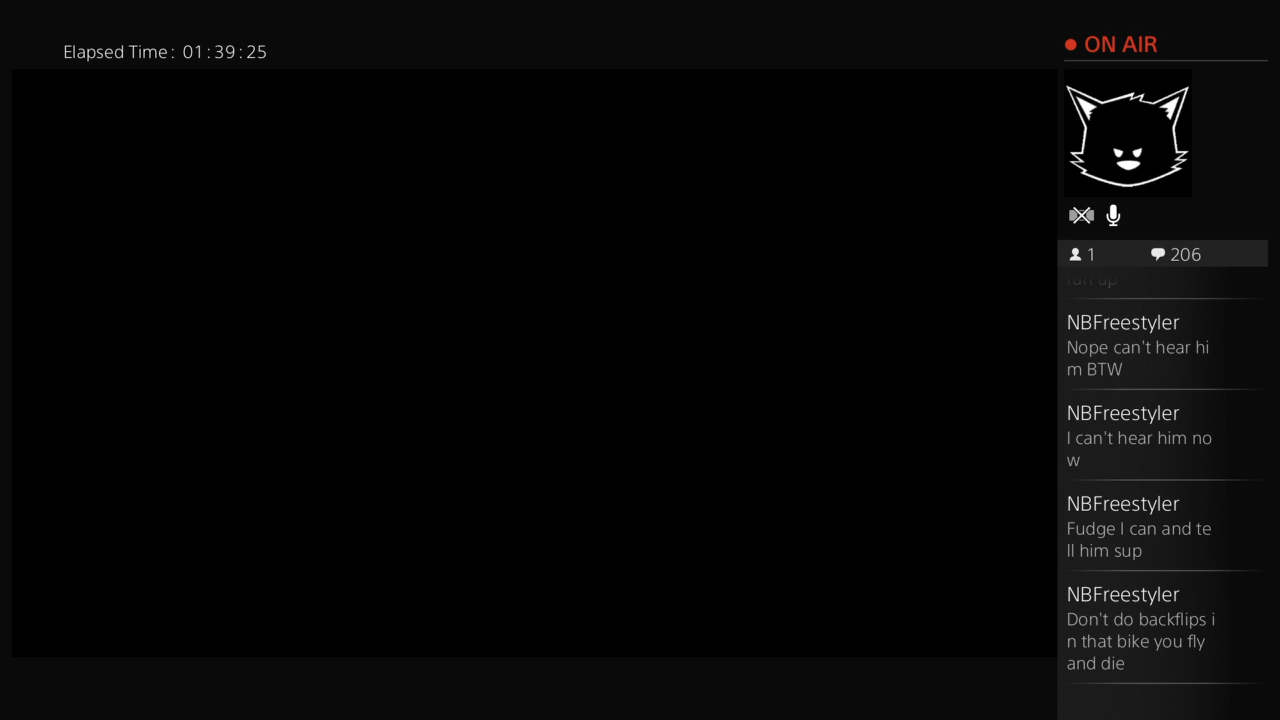 Elapsed Time: 01:39:25
ON AIR
1 206
run up
NBFreestyler
Nope can't hear hi
m BTW
NBFreestyler
I can't hear him no
w
NBFreestyler
Fudge I can and te
ll him sup
NBFreestyler
Don't do backflips i
n that bike you fly
and die